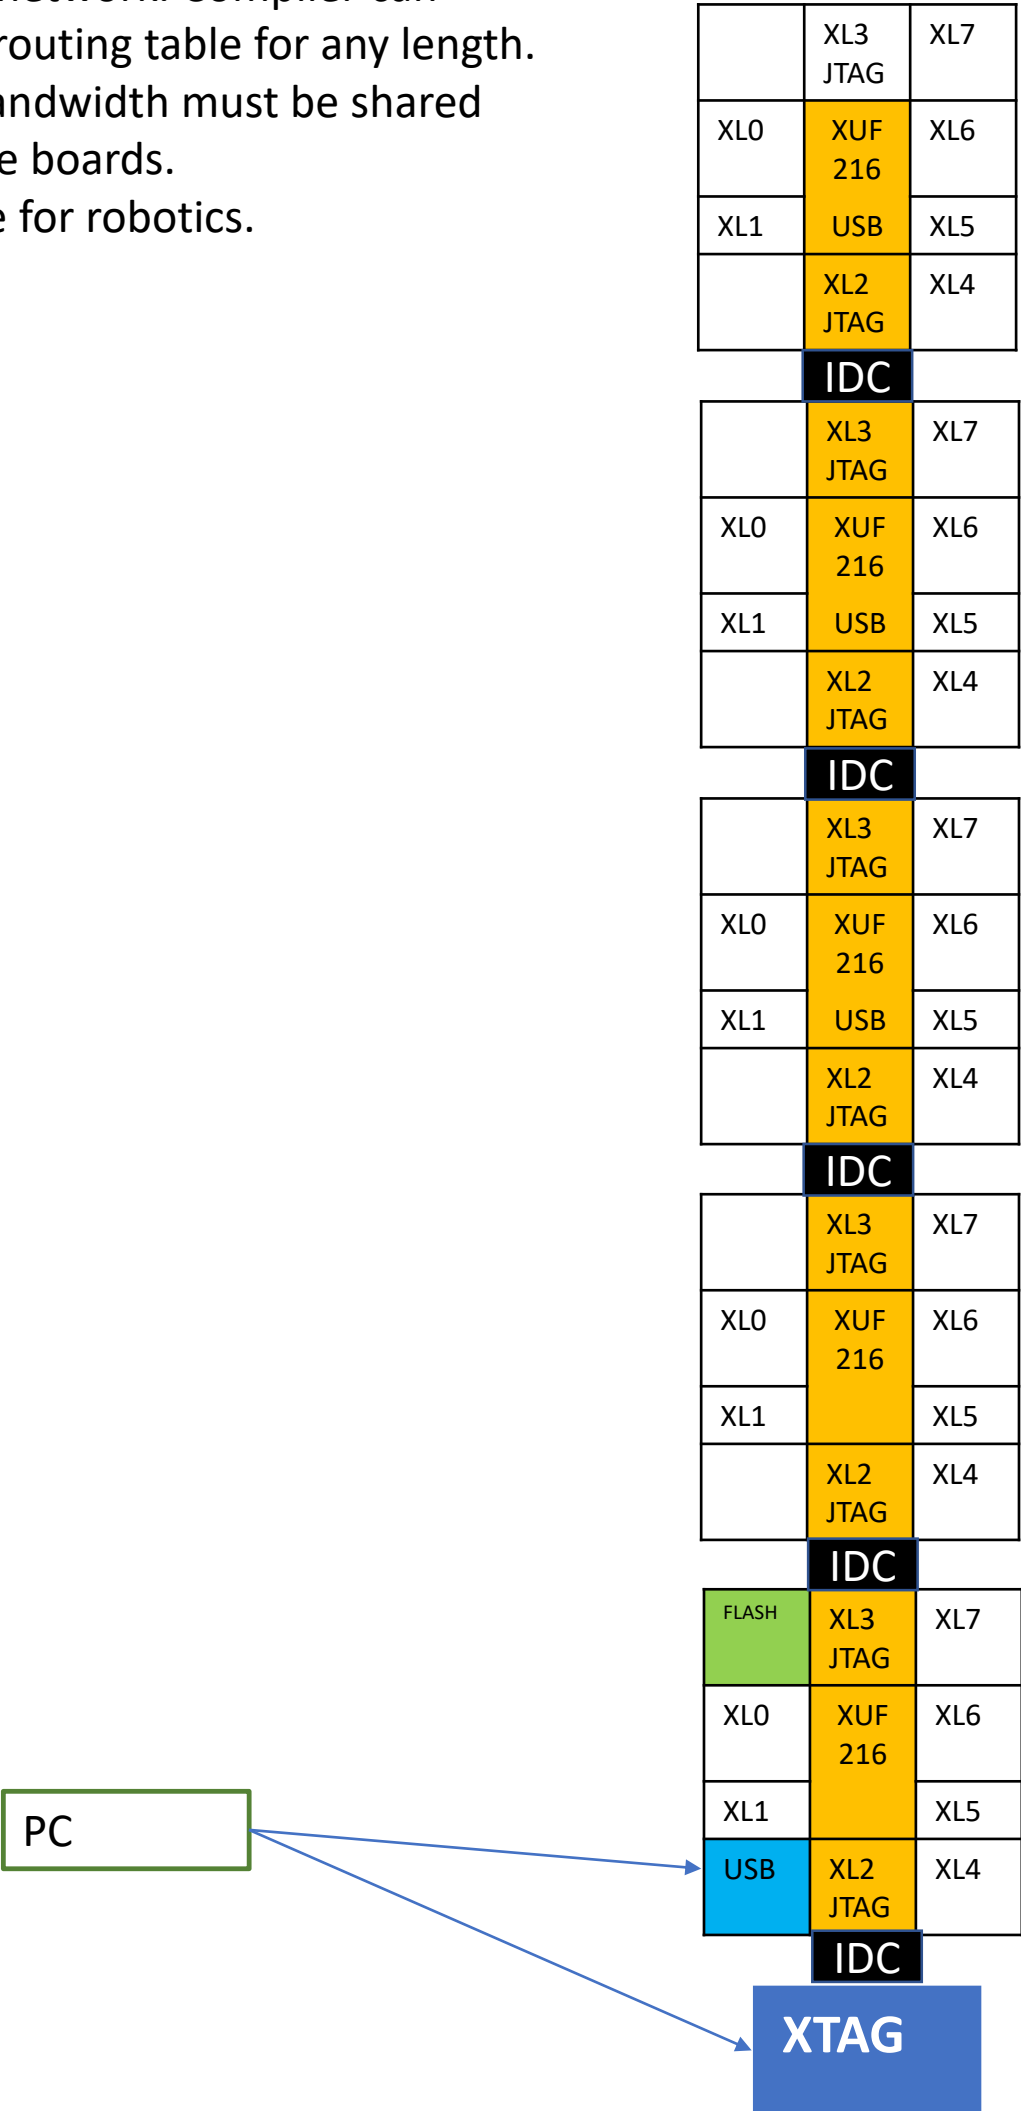 routing table for any length.
must be shared
boards.
for robotics.
XL3 XL7
JTAG
XL0 XUF XL6
216
XL1 USB XL5
XL2 XL4
JTAG
IDC
XL3 XL7
JTAG
XL0 XUF XL6
216
XL1 USB XL5
XL2 XL4
JTAG
IDC
XL3 XL7
JTAG
XL0 XUF XL6
216
XL1 USB XL5
XL2 XL4
JTAG
IDC
XL3 XL7
JTAG
XL0 XUF XL6
216
XL1 XL5
XL2 XL4
JTAG
IDC
FLASH XL3 XL7
JTAG
XL0 XUF XL6
216
XL1 XL5
PC
USB XL2 XL4
JTAG
IDC
XTAG